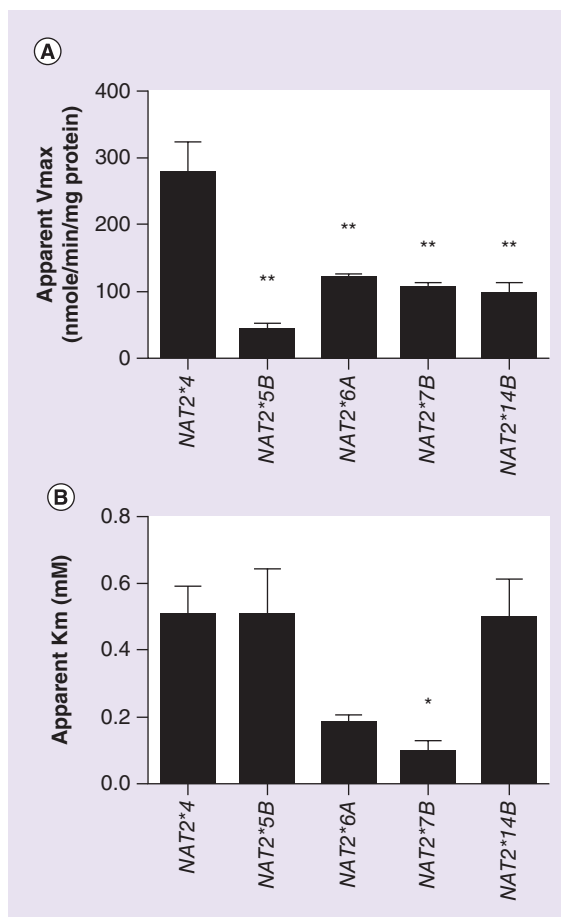 A
Apparent Vmax
(nmole/min/mg protein)
400
300
200
100
0
**
**
**
**
NAT2*4
NAT2*5B
NAT2*6A
NAT2*7B
NAT2*14B
B
Apparent Km (mM)
0.8
0.6
0.4
0.2
0.0
*
NAT2*4
NAT2*5B
NAT2*6A
NAT2*7B
NAT2*14B